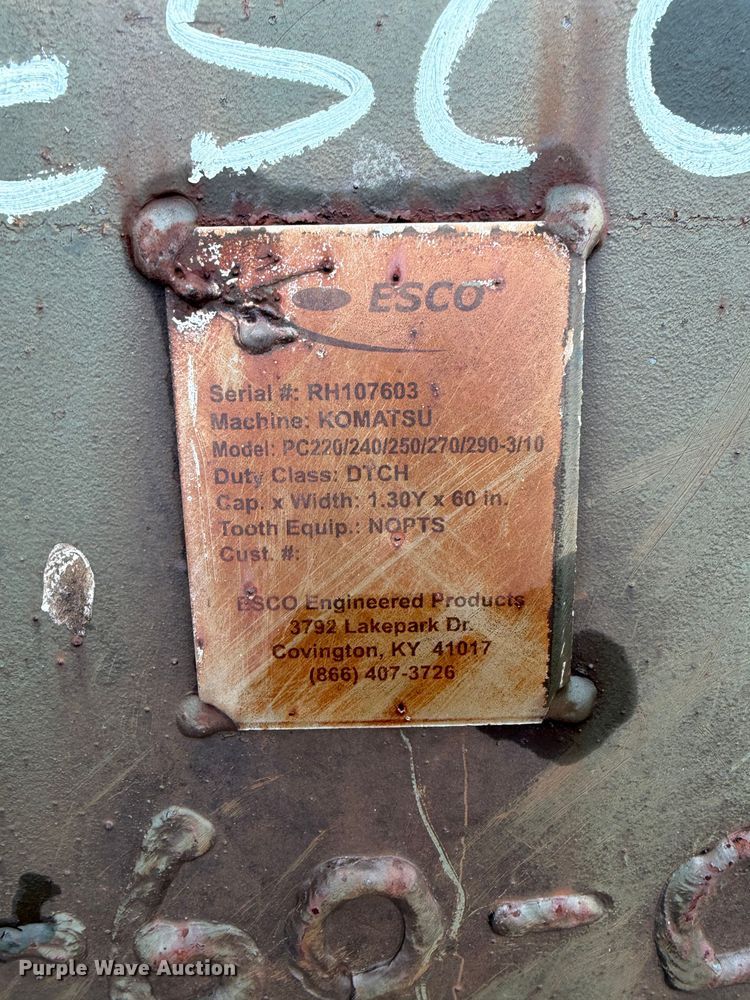 ESCO
ESCO
Serial #: RH107603
Machine: KOMATSU
Model: PC220/240/250/270/290-3/10
Duty Class: DTCH
Cap. x Width: 1.30Y x 60 in.
Tooth Equip.: NOPTS
Cust. #:
ESCO Engineered Products
3792 Lakepark Dr.
Covington, KY 41017
(866) 407-3726
60-
Purple Wave Auction